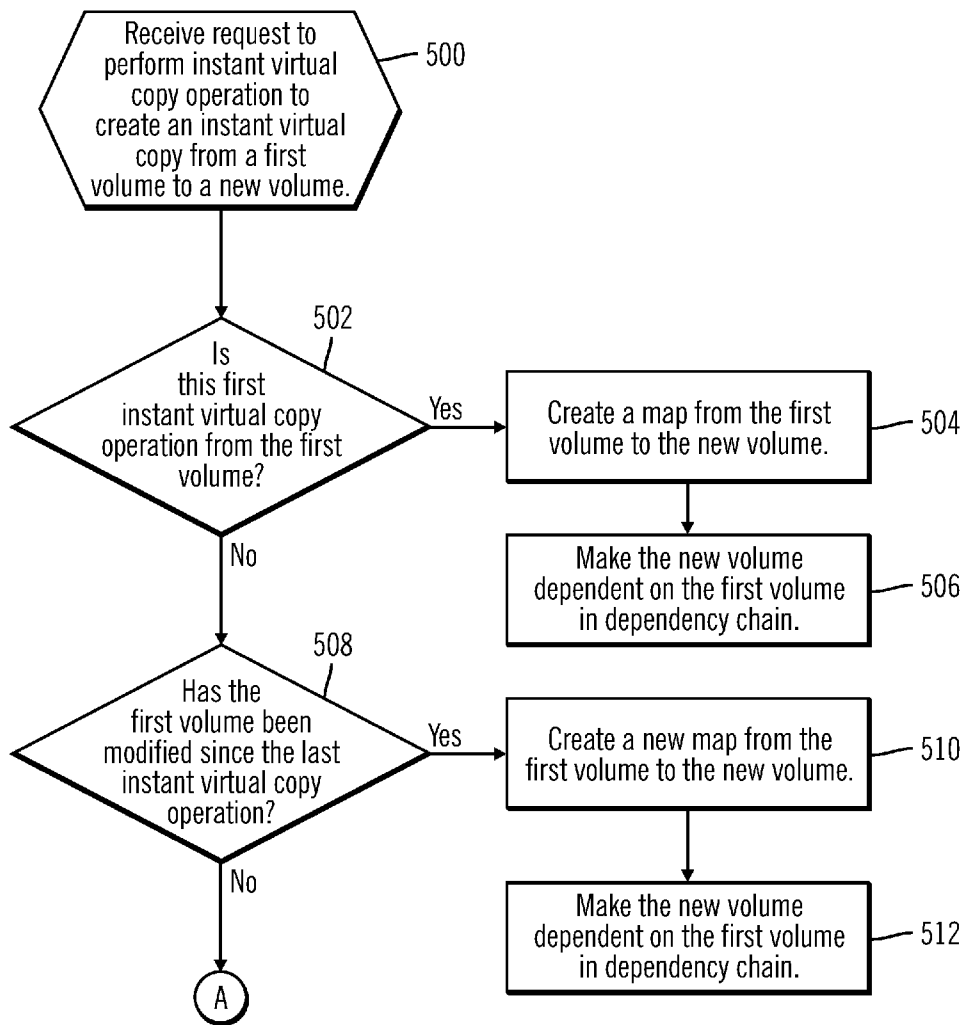 Receive request to
perform instant virtual
copy operation to
create an instant virtual
copy from a first
volume to a new volume.
500
502
Is
this first
instant virtual copy
operation from the first
volume?
Yes
Create a map from the first
volume to the new volume.
504
No
Make the new volume
dependent on the first volume
in dependency chain.
506
508
Has the
first volume been
modified since the last
instant virtual copy
operation?
Yes
Create a new map from the
first volume to the new volume.
510
No
Make the new volume
dependent on the first volume
in dependency chain.
512
A